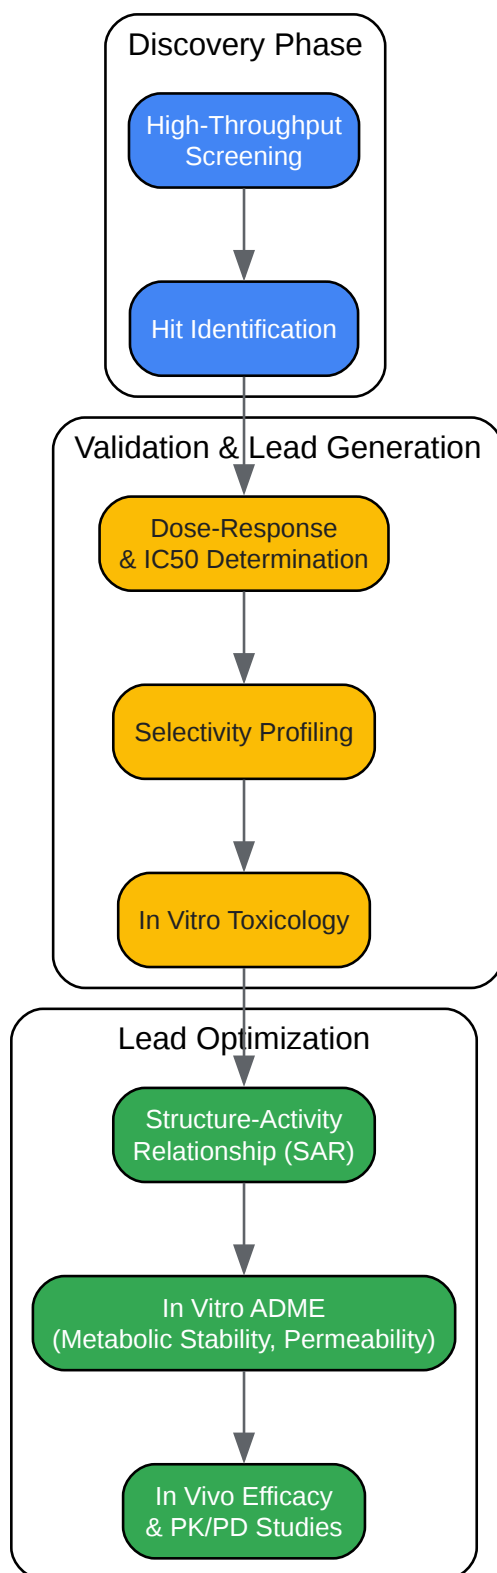 Discovery Phase
High-Throughput
Screening
Hit Identification
Validation & Lead Generation
Dose-Response
& IC50 Determination
Selectivity Profiling
In Vitro Toxicology
Lead Optimization
Structure-Activity
Relationship (SAR)
In Vitro ADME
(Metabolic Stability, Permeability)
In Vivo Efficacy
& PK/PD Studies